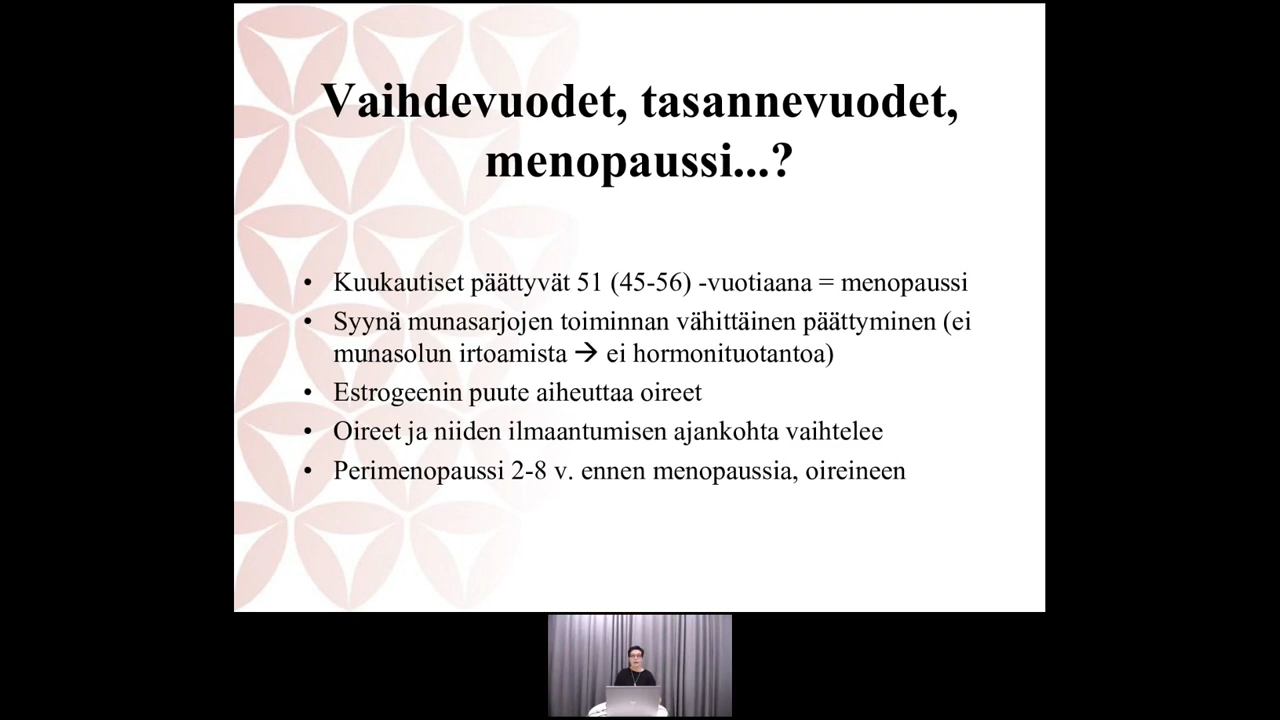 Vaihdevuodet, tasannevuodet,
menopaussi...?
• Kuukautiset päättyvät 51 (45-56) -vuotiaana = menopaussi
• Syynä munasarjojen toiminnan vähittäinen päättyminen (ei
munasolun irtoamista → ei hormonituotantoa)
• Estrogeenin puute aiheuttaa oireet
• Oireet ja niiden ilmaantumisen ajankohta vaihtelee
• Perimenopaussi 2-8 v. ennen menopaussia, oireineen